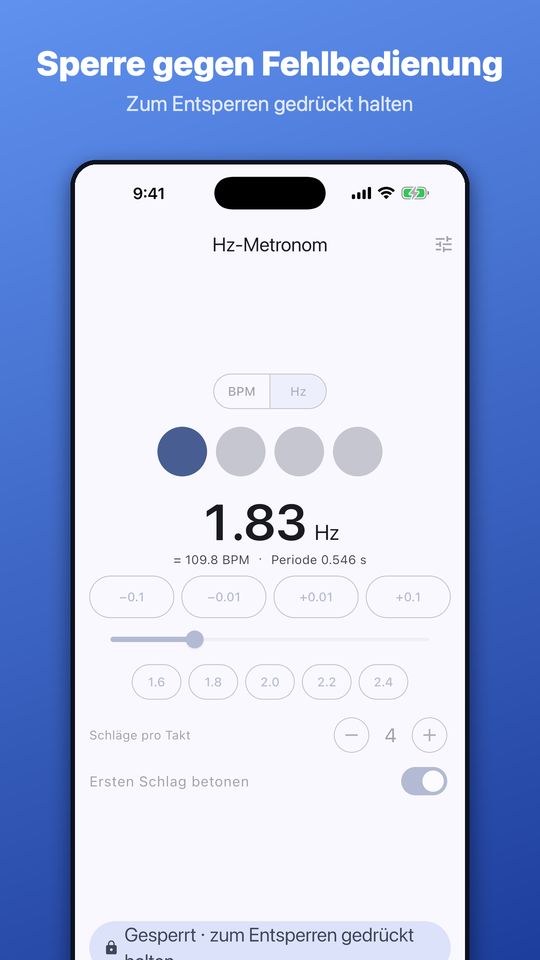 Sperre gegen Fehlbedienung
Zum Entsperren gedrückt halten
9:41
Hz-Metronom
BPM Hz
1.83 Hz
= 109.8 BPM · Periode 0.546 s
−0.1 −0.01 +0.01 +0.1
1.6 1.8 2.0 2.2 2.4
Schläge pro Takt − 4 +
Ersten Schlag betonen
Gesperrt · zum Entsperren gedrückt
halten